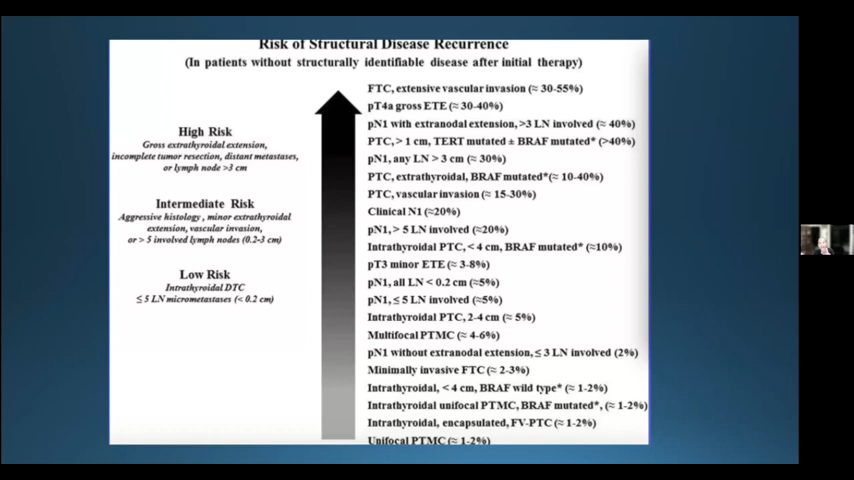 Risk of Structural Disease Recurrence
(In patients without structurally identifiable disease after initial therapy)
High Risk
Gross extrathyroidal extension,
incomplete tumor resection, distant metastases,
or lymph node >3 cm
Intermediate Risk
Aggressive histology , minor extrathyroidal
extension, vascular invasion,
or > 5 involved lymph nodes (0.2-3 cm)
Low Risk
Intrathyroidal DTC
≤ 5 LN micrometastases (< 0.2 cm)
FTC, extensive vascular invasion (≈ 30-55%)
pT4a gross ETE (≈ 30-40%)
pN1 with extranodal extension, >3 LN involved (≈ 40%)
PTC, > 1 cm, TERT mutated ± BRAF mutated* (>40%)
pN1, any LN > 3 cm (≈ 30%)
PTC, extrathyroidal, BRAF mutated*(≈ 10-40%)
PTC, vascular invasion (≈ 15-30%)
Clinical N1 (≈20%)
pN1, > 5 LN involved (≈20%)
Intrathyroidal PTC, < 4 cm, BRAF mutated* (≈10%)
pT3 minor ETE (≈ 3-8%)
pN1, all LN < 0.2 cm (≈5%)
pN1, ≤ 5 LN involved (≈5%)
Intrathyroidal PTC, 2-4 cm (≈ 5%)
Multifocal PTMC (≈ 4-6%)
pN1 without extranodal extension, ≤ 3 LN involved (2%)
Minimally invasive FTC (≈ 2-3%)
Intrathyroidal, < 4 cm, BRAF wild type* (≈ 1-2%)
Intrathyroidal unifocal PTMC, BRAF mutated*, (≈ 1-2%)
Intrathyroidal, encapsulated, FV-PTC (≈ 1-2%)
Unifocal PTMC (≈ 1-2%)